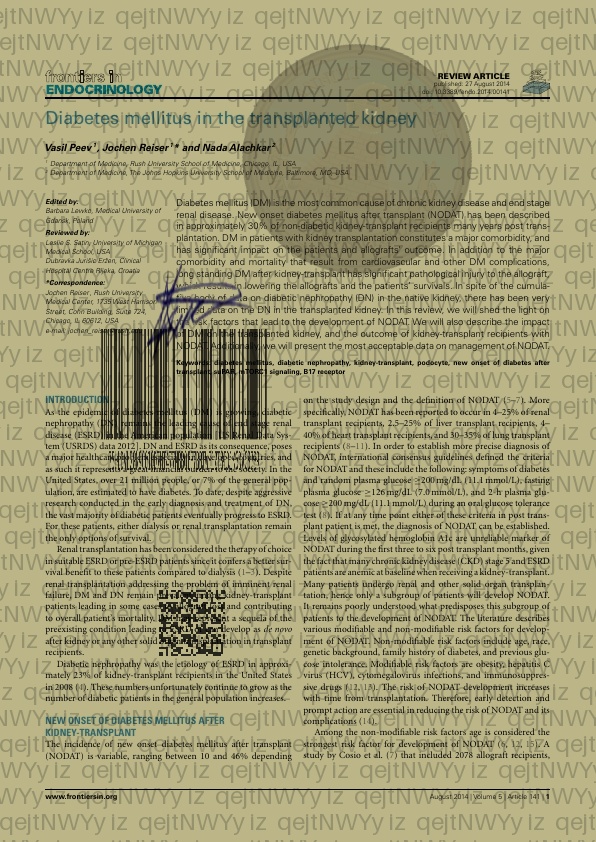 frontiers in
ENDOCRINOLOGY
REVIEW ARTICLE
published: 27 August 2014
doi: 10.3389/fendo.2014.00141
Diabetes mellitus in the transplanted kidney
Vasil Peev¹, Jochen Reiser¹* and Nada Alachkar²
¹ Department of Medicine, Rush University School of Medicine, Chicago, IL, USA
² Department of Medicine, The Johns Hopkins University School of Medicine, Baltimore, MD, USA
Edited by:
Barbara Lewko, Medical University of
Gdańsk, Poland
Reviewed by:
Leslie S. Satin, University of Michigan
Medical School, USA
Dubravka Jurišić Eržen, Clinical
Hospital Centre Rijeka, Croatia
*Correspondence:
Jochen Reiser, Rush University
Medical Center, 1735 West Harrison
Street, Cohn Building, Suite 724,
Chicago, IL 60612, USA
e-mail: jochen_
Diabetes mellitus (DM) is the most common cause of chronic kidney disease and end stage
renal disease. New onset diabetes mellitus after transplant (NODAT) has been described
in approximately 30% of non-diabetic kidney-transplant recipients many years post trans-
plantation. DM in patients with kidney transplantation constitutes a major comorbidity, and
has significant impact on the patients and allografts' outcome. In addition to the major
comorbidity and mortality that result from cardiovascular and other DM complications,
long standing DM after kidney-transplant has significant pathological injury to the allograft,
in lowering the allografts and the patients' survivals. In spite of the cumula-
tive body of data on diabetic nephropathy (DN) in the native kidney, there has been very
limited data on the DN in the transplanted kidney. In this review, we will shed the light on
the risk factors that lead to the development of NODAT. We will also describe the impact
of DM on the transplanted kidney, and the outcome of kidney-transplant recipients with
NODAT. Additionally, we will present the most acceptable data on management of NODAT.
Keywords: diabetes mellitus, diabetic nephropathy, kidney-transplant, podocyte, new onset of diabetes after
transplant, suPAR, mTORC1 signaling, B17 receptor
INTRODUCTION
As the epidemic of diabetes mellitus (DM) is growing, diabetic
nephropathy (DN) remains the leading cause of end stage renal
disease (ESRD) in the American population [US Renal Data Sys-
tem (USRDS) data 2012]. DN and ESRD as its consequence, poses
a major healthcare and
as such it represents a great financial burden to the society. In the
United States, over 21 million people, or 7% of the general pop-
ulation, are estimated to have diabetes. To date, despite aggressive
research conducted in the early diagnosis and treatment of DN,
the vast majority of diabetic patients eventually progress to ESRD.
For these patients, either dialysis or renal transplantation remain
the only options of survival.
Renal transplantation has been considered the therapy of choice
in suitable ESRD or pre-ESRD patients since it confers a better sur-
vival benefit to these patients compared to dialysis (1–3). Despite
renal transplantation addressing the problem of imminent renal
failure, DM and DN remain kidney-transplant
patients leading in some cases and contributing
to overall patient's mortality. a sequela of the
preexisting condition leading develop as de novo
after kidney or any other solid in transplant
recipients.
Diabetic nephropathy was the etiology of ESRD in approxi-
mately 23% of kidney-transplant recipients in the United States
in 2008 (4). These numbers unfortunately continue to grow as the
number of diabetic patients in the general population increases.
NEW ONSET OF DIABETES MELLITUS AFTER
KIDNEY-TRANSPLANT
The incidence of new onset diabetes mellitus after transplant
(NODAT) is variable, ranging between 10 and 46% depending
on the study design and the definition of NODAT (5–7). More
specifically, NODAT has been reported to occur in 4–25% of renal
transplant recipients, 2.5–25% of liver transplant recipients, 4–
40% of heart transplant recipients, and 30–35% of lung transplant
recipients (8–11). In order to establish more precise diagnosis of
NODAT, international consensus guidelines defined the criteria
for NODAT and these include the following: symptoms of diabetes
and random plasma glucose ≥200 mg/dL (11.1 mmol/L), fasting
plasma glucose ≥126 mg/dL (7.0 mmol/L), and 2-h plasma glu-
cose ≥200 mg/dL (11.1 mmol/L) during an oral glucose tolerance
test (8). If at any time point either of these criteria in post trans-
plant patient is met, the diagnosis of NODAT can be established.
Levels of glycosylated hemoglobin A1c are unreliable marker of
NODAT during the first three to six post transplant months, given
the fact that many chronic kidney disease (CKD) stage 5 and ESRD
patients are anemic at baseline when receiving a kidney-transplant.
Many patients undergo renal and other solid organ transplan-
tation, hence only a subgroup of patients will develop NODAT.
It remains poorly understood what predisposes this subgroup of
patients to the development of NODAT. The literature describes
various modifiable and non-modifiable risk factors for develop-
ment of NODAT. Non-modifiable risk factors include age, race,
genetic background, family history of diabetes, and previous glu-
cose intolerance. Modifiable risk factors are obesity, hepatitis C
virus (HCV), cytomegalovirus infections, and immunosuppres-
sive drugs (12, 13). The risk of NODAT development increases
with time from transplantation. Therefore, early detection and
prompt action are essential in reducing the risk of NODAT and its
complications (14).
Among the non-modifiable risk factors age is considered the
strongest risk factor for development of NODAT (6, 12, 15). A
study by Cosio et al. (7) that included 2078 allograft recipients,
www.frontiersin.org
August 2014 | Volume 5 | Article 141 | 1
qejtNWYy iz